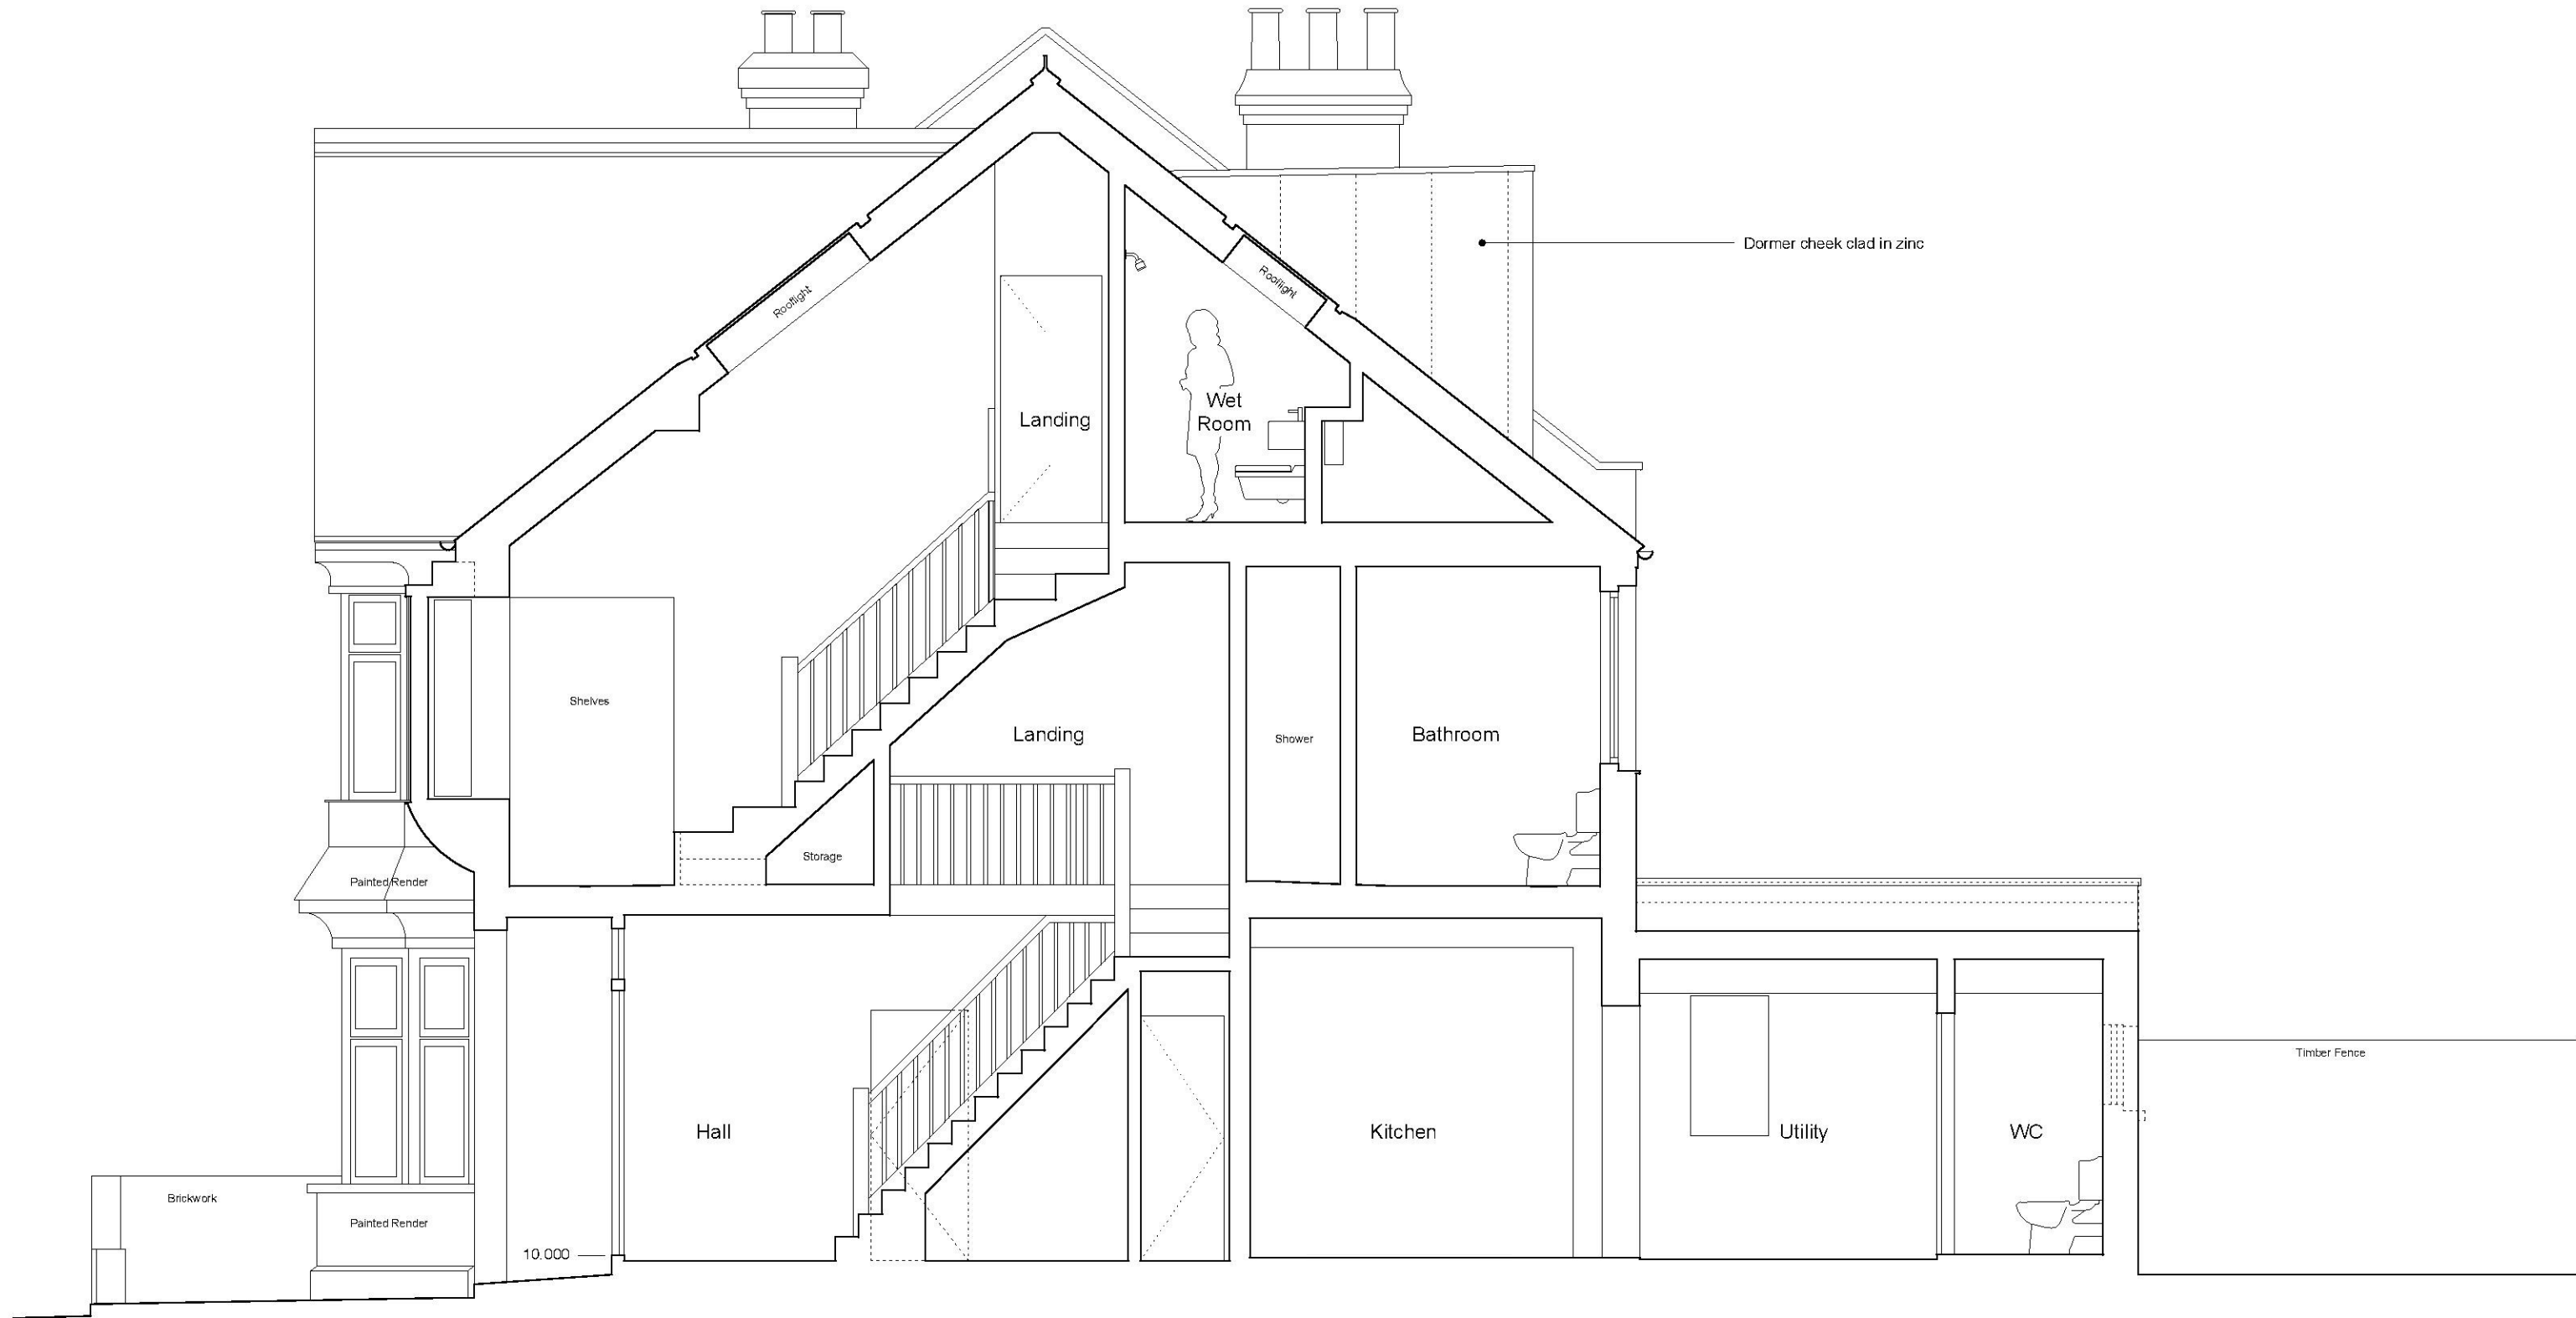 Dormer cheek clad in zinc
Rooflight
Rooflight
Wet
Room
Landing
Shelves
Landing
Shower
Bathroom
Storage
Painted Render
Timber Fence
Hall
Kitchen
Utility
WC
Brickwork
Painted Render
10.000